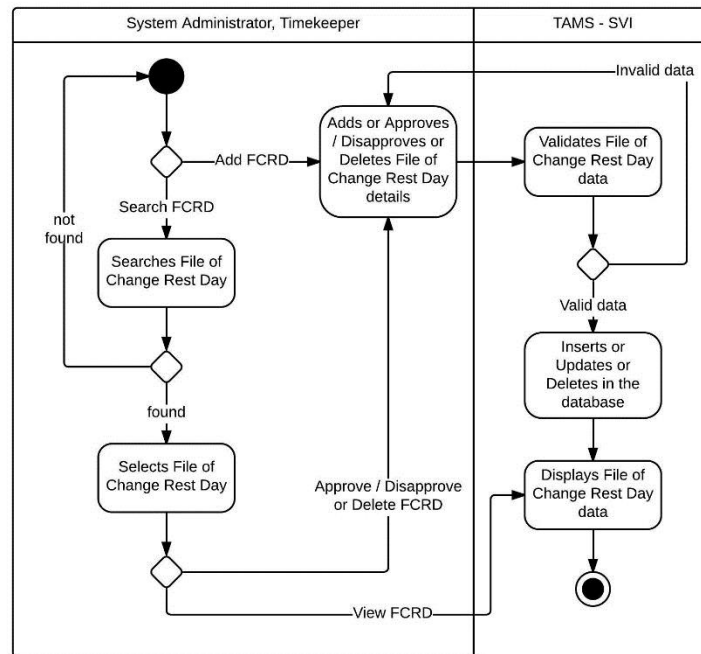 System Administrator, Timekeeper
TAMS - SVI
Invalid data
Adds or Approves
/ Disapproves or
Deletes File of
Change Rest Day
details
Validates File of
Change Rest Day
data
Add FCRD
Search FCRD
not
found
Searches File of
Change Rest Day
Valid data
Inserts or
Updates or
Deletes in the
database
found
Selects File of
Change Rest Day
Approve / Disapprove
or Delete FCRD
Displays File of
Change Rest Day
data
View FCRD